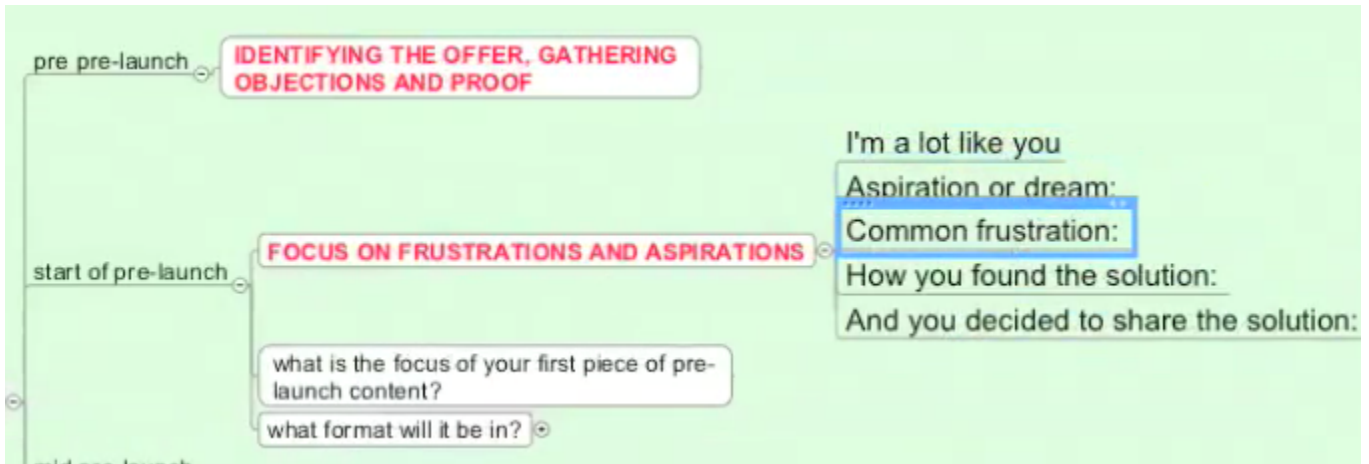 pre pre-launch
IDENTIFYING THE OFFER, GATHERING
OBJECTIONS AND PROOF
I'm a lot like you
Aspiration or dream:
Common frustration:
FOCUS ON FRUSTRATIONS AND ASPIRATIONS
start of pre-launch
How you found the solution:
And you decided to share the solution:
what is the focus of your first piece of pre-
launch content?
what format will it be in?